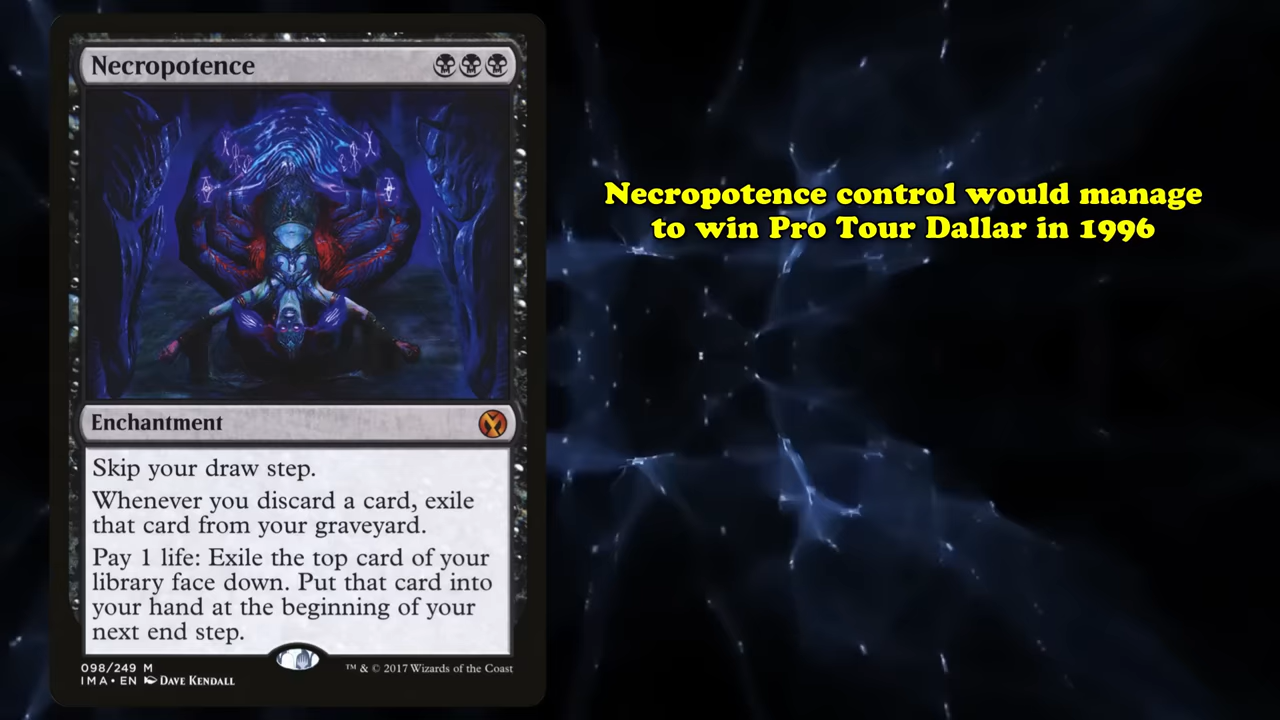 Necropotence
Necropotence control would manage
to win Pro Tour Dallar in 1996
Enchantment
Skip your draw step.
Whenever you discard a card, exile
that card from your graveyard.
Pay 1 life: Exile the top card of your
library face down. Put that card into
your hand at the beginning of your
next end step.
098/249 M
IMA • EN DAVE KENDALL
™ & © 2017 Wizards of the Coast